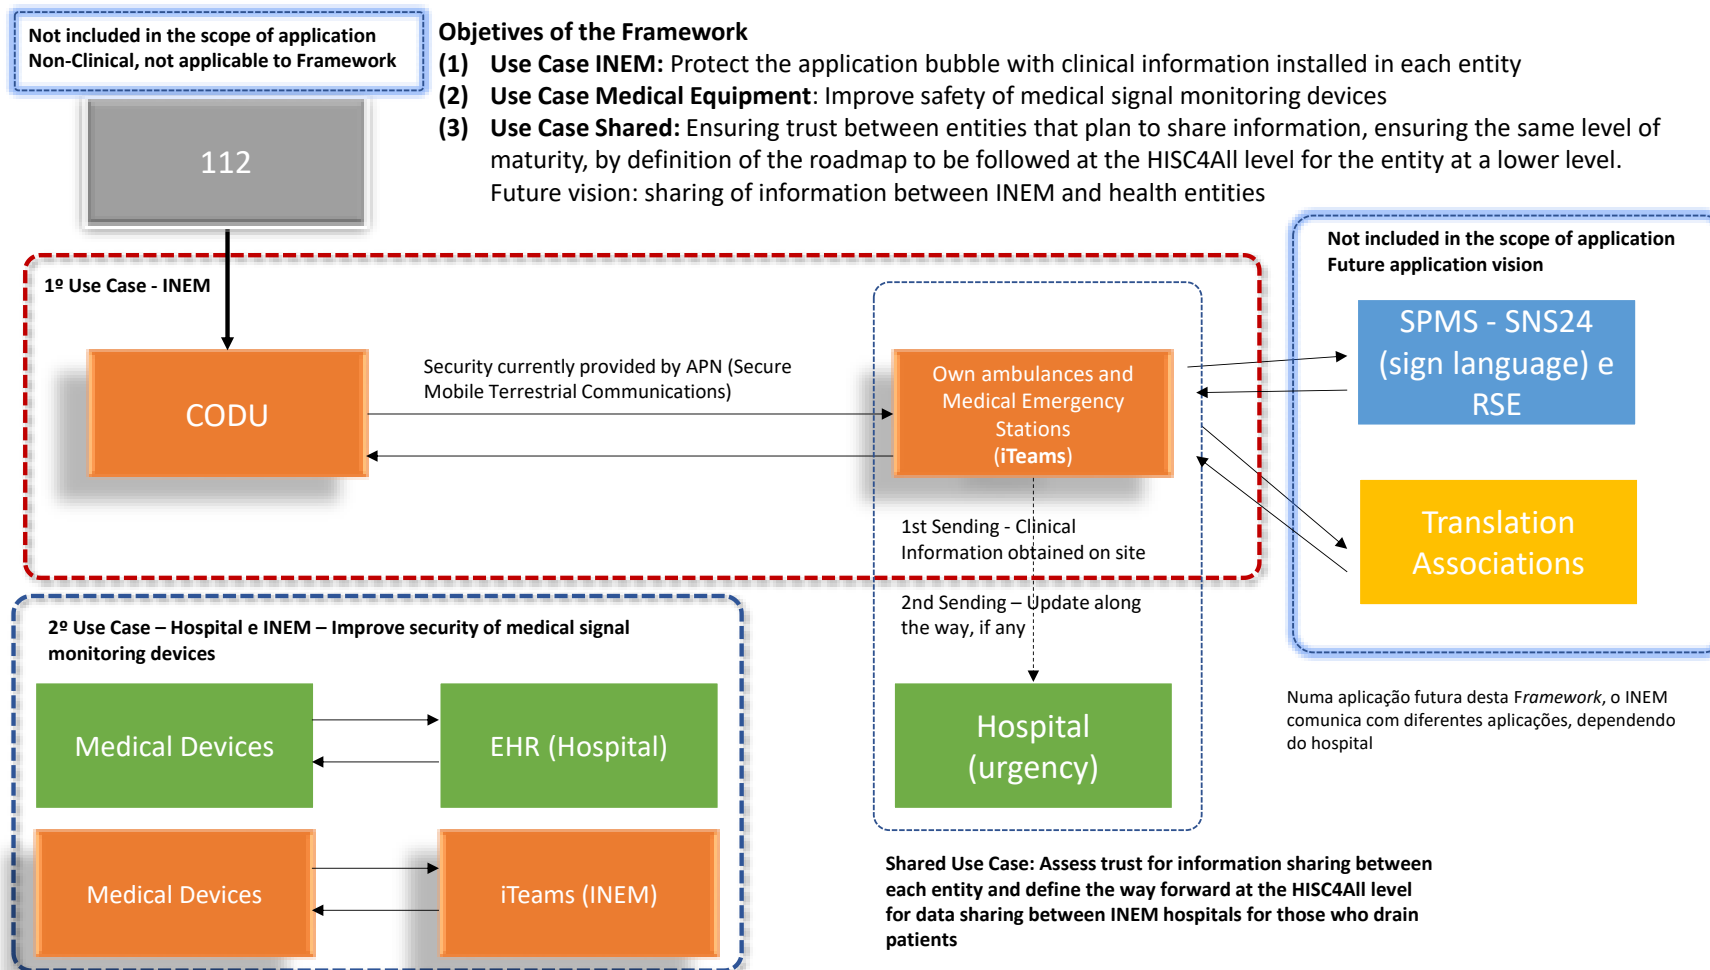 Not included in the scope of application
Non-Clinical, not applicable to Framework
Objetives of the Framework
(1) Use Case INEM: Protect the application bubble with clinical information installed in each entity
(2) Use Case Medical Equipment: Improve safety of medical signal monitoring devices
(3) Use Case Shared: Ensuring trust between entities that plan to share information, ensuring the same level of
maturity, by definition of the roadmap to be followed at the HISC4All level for the entity at a lower level.
Future vision: sharing of information between INEM and health entities
112
Not included in the scope of application
Future application vision
1º Use Case - INEM
SPMS - SNS24
(sign language) e
RSE
Security currently provided by APN (Secure
Mobile Terrestrial Communications)
CODU
Own ambulances and
Medical Emergency
Stations
(iTeams)
Translation
Associations
1st Sending - Clinical
Information obtained on site
2nd Sending – Update along
the way, if any
2º Use Case – Hospital e INEM – Improve security of medical signal
monitoring devices
Medical Devices
EHR (Hospital)
Hospital
(urgency)
Numa aplicação futura desta Framework, o INEM
comunica com diferentes aplicações, dependendo
do hospital
Medical Devices
iTeams (INEM)
Shared Use Case: Assess trust for information sharing between
each entity and define the way forward at the HISC4All level
for data sharing between INEM hospitals for those who drain
patients